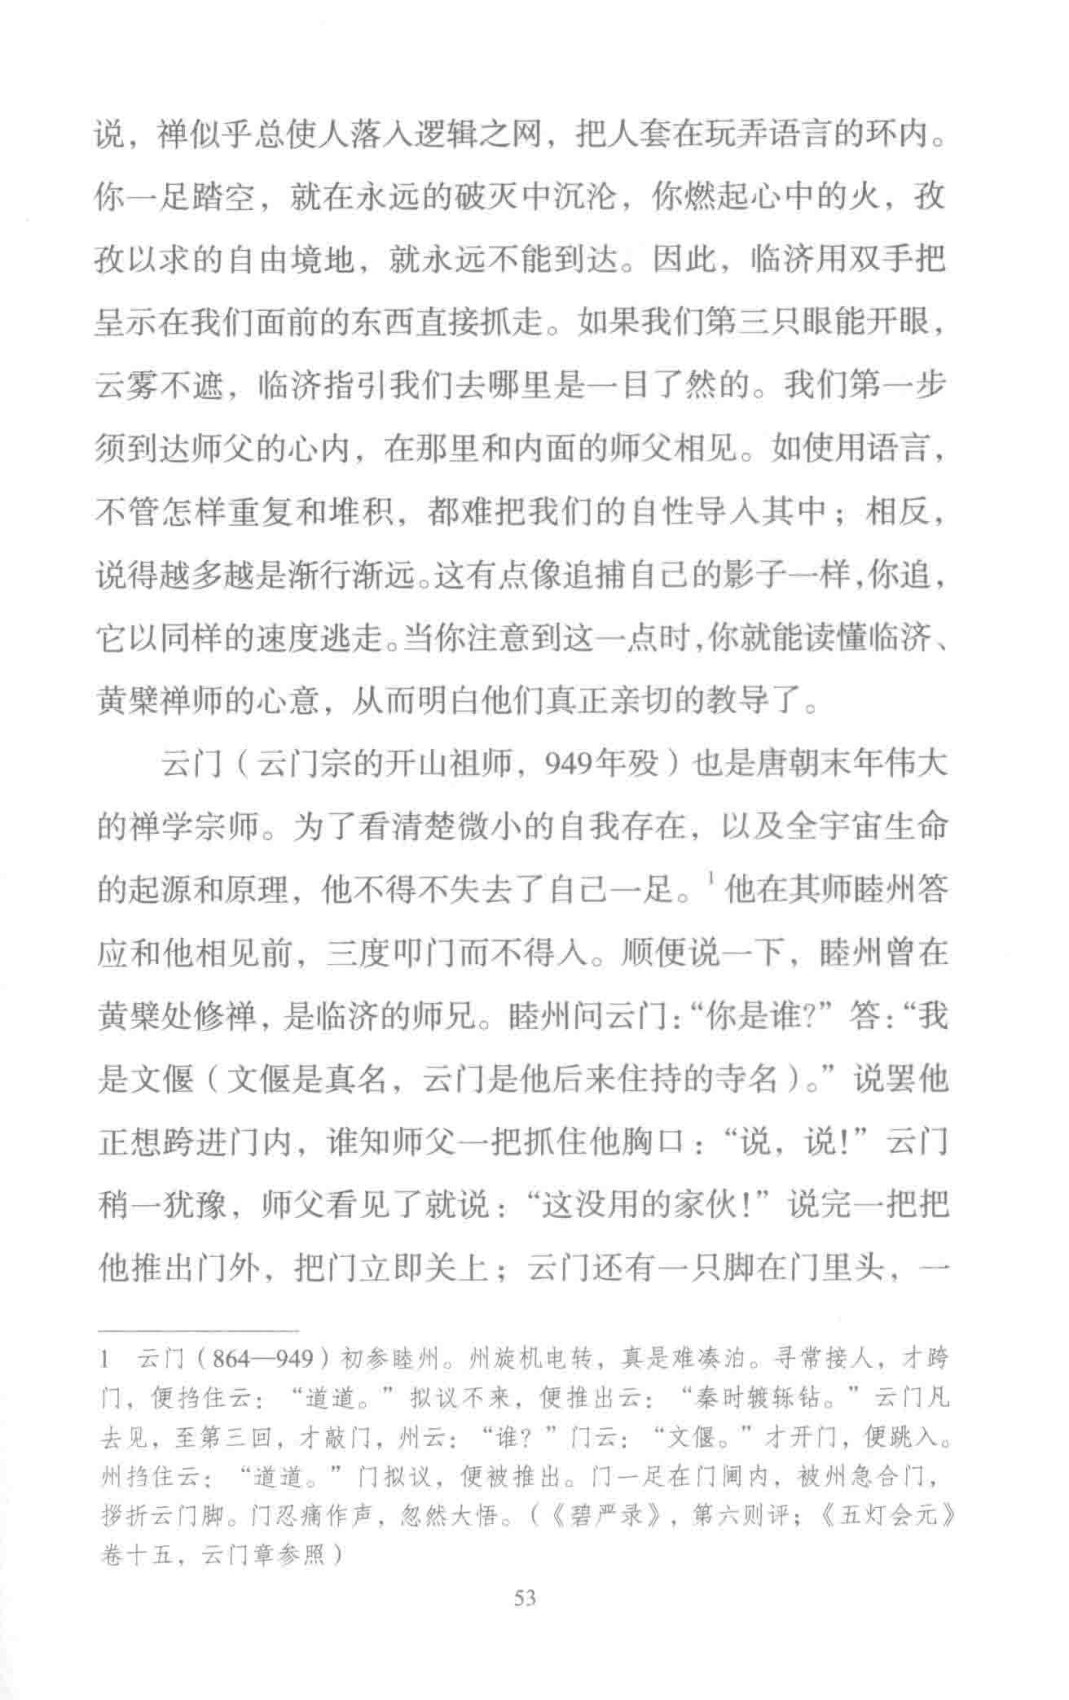 说，禅似乎总使人落入逻辑之网，把人套在玩弄语言的环内。
你一足踏空，就在永远的破灭中沉沦，你燃起心中的火，孜
孜以求的自由境地，就永远不能到达。因此，临济用双手把
呈示在我们面前的东西直接抓走。如果我们第三只眼能开眼，
云雾不遮，临济指引我们去哪里是一目了然的。我们第一步
须到达师父的心内，在那里和内面的师父相见。如使用语言，
不管怎样重复和堆积，都难把我们的自性导入其中；相反，
说得越多越是渐行渐远。这有点像追捕自己的影子一样，你追，
它以同样的速度逃走。当你注意到这一点时，你就能读懂临济、
黄檗禅师的心意，从而明白他们真正亲切的教导了。
云门（云门宗的开山祖师，949年殁）也是唐朝末年伟大
的禅学宗师。为了看清楚微小的自我存在，以及全宇宙生命
的起源和原理，他不得不失去了自己一足。1他在其师睦州答
应和他相见前，三度叩门而不得入。顺便说一下，睦州曾在
黄檗处修禅，是临济的师兄。睦州问云门：“你是谁？”答：“我
是文偃（文偃是真名，云门是他后来住持的寺名）。”说罢他
正想跨进门内，谁知师父一把抓住他胸口：“说，说！”云门
稍一犹豫，师父看见了就说：“这没用的家伙！”说完一把把
他推出门外，把门立即关上；云门还有一只脚在门里头，一
1 云门（864—949）初参睦州。州旋机电转，真是难凑泊。寻常接人，才跨
门，便挡住云：“道道。”拟议不来，便推出云：“秦时𨍏轹钻。”云门凡
去见，至第三回，才敲门，州云：“谁？”门云：“文偃。”才开门，便跳入。
州挡住云：“道道。”门拟议，便被推出。门一足在门阃内，被州急合门，
拶折云门脚。门忍痛作声，忽然大悟。（《碧严录》，第六则评；《五灯会元》
卷十五，云门章参照）
53